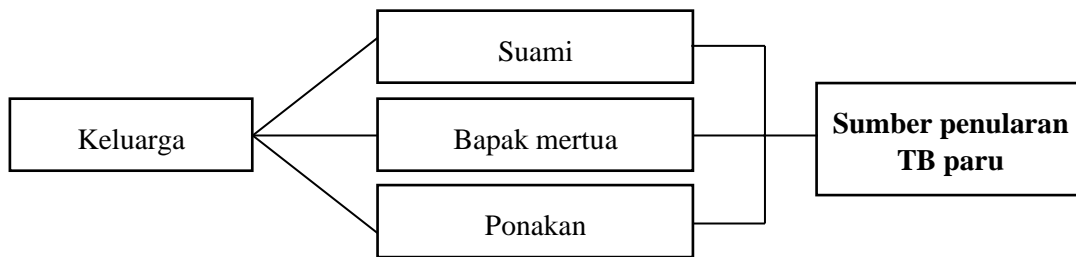 Keluarga
Suami
Bapak mertua
Ponakan
Sumber penularan
TB paru